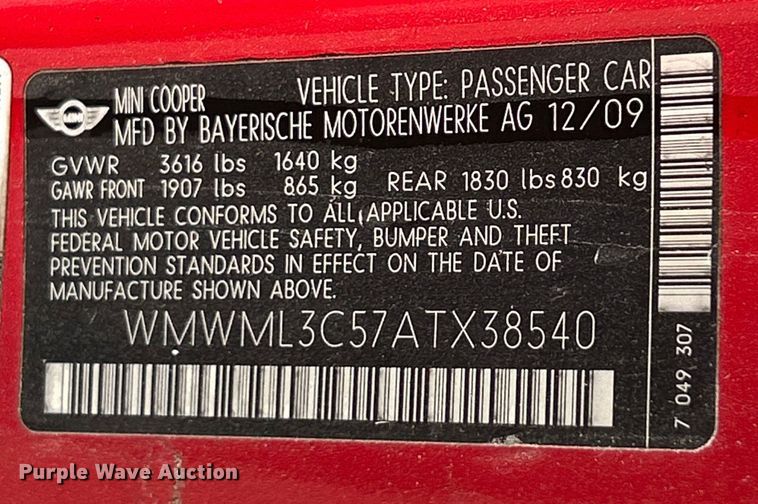 MINI
MINI COOPER VEHICLE TYPE: PASSENGER CAR
MFD BY BAYERISCHE MOTORENWERKE AG 12/09
GVWR 3616 lbs 1640 kg
GAWR FRONT 1907 lbs 865 kg REAR 1830 lbs 830 kg
THIS VEHICLE CONFORMS TO ALL APPLICABLE U.S.
FEDERAL MOTOR VEHICLE SAFETY, BUMPER AND THEFT
PREVENTION STANDARDS IN EFFECT ON THE DATE OF
MANUFACTURE SHOWN ABOVE.
WMWML3C57ATX38540
7 049 307
Purple Wave Auction